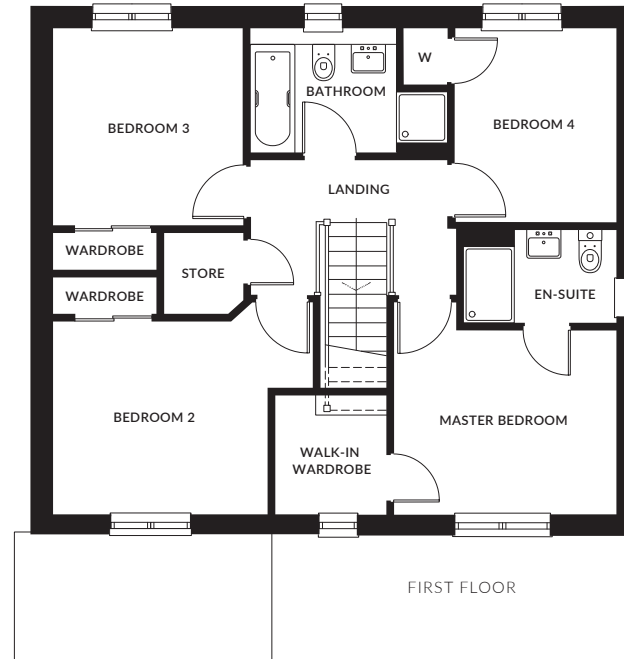 W
BATHROOM
BEDROOM 3
BEDROOM 4
LANDING
WARDROBE
STORE
WARDROBE
EN-SUITE
BEDROOM 2
MASTER BEDROOM
WALK-IN
WARDROBE
FIRST FLOOR